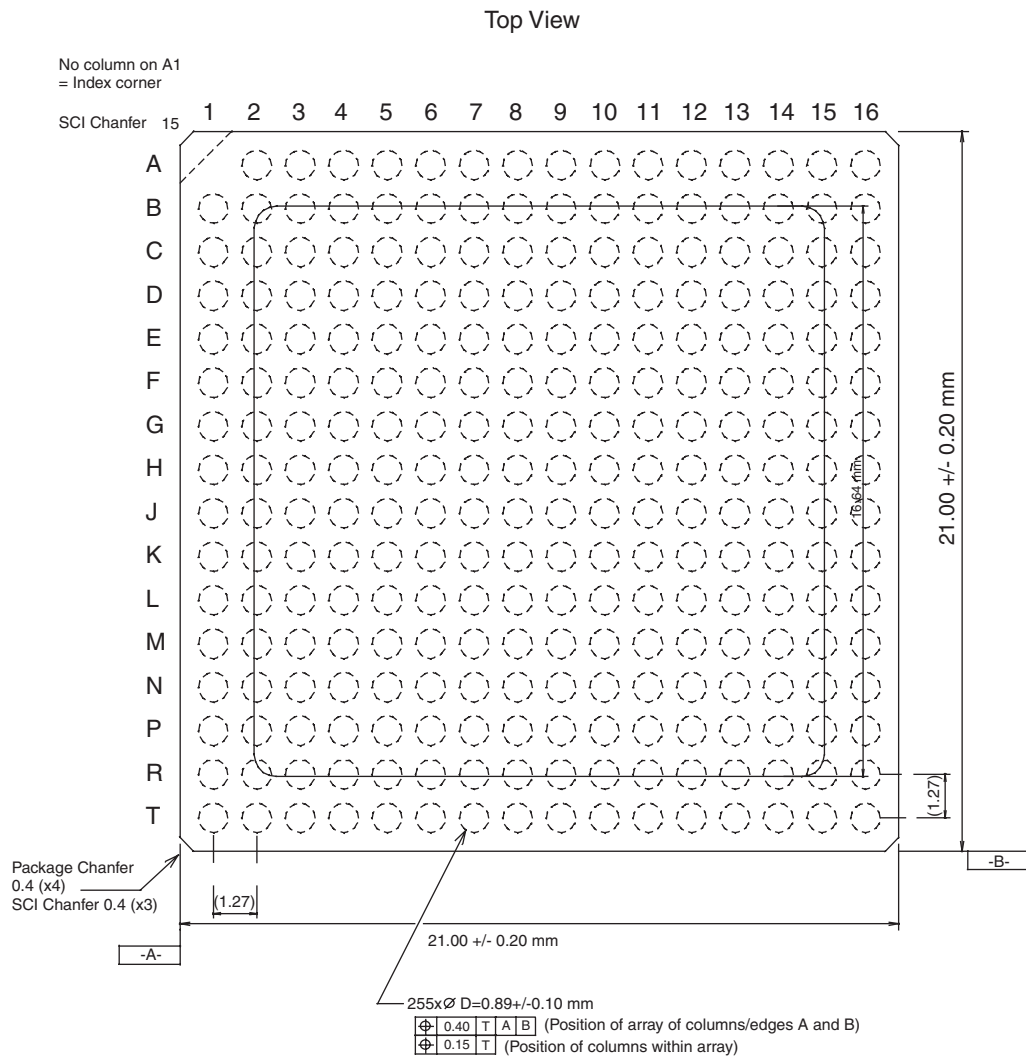 Top View
No column on A1
= Index corner
SCI Chanfer 15
1 2 3 4 5 6 7 8 9 10 11 12 13 14 15 16
A
B
C
D
E
F
G
H
J
K
L
M
N
P
R
T
16.64 mm
21.00 +/- 0.20 mm
(1.27)
-B-
Package Chanfer
0.4 (x4)
SCI Chanfer 0.4 (x3)
(1.27)
21.00 +/- 0.20 mm
-A-
255xØ D=0.89+/-0.10 mm
⌖ 0.40 T A B (Position of array of columns/edges A and B)
⌖ 0.15 T (Position of columns within array)